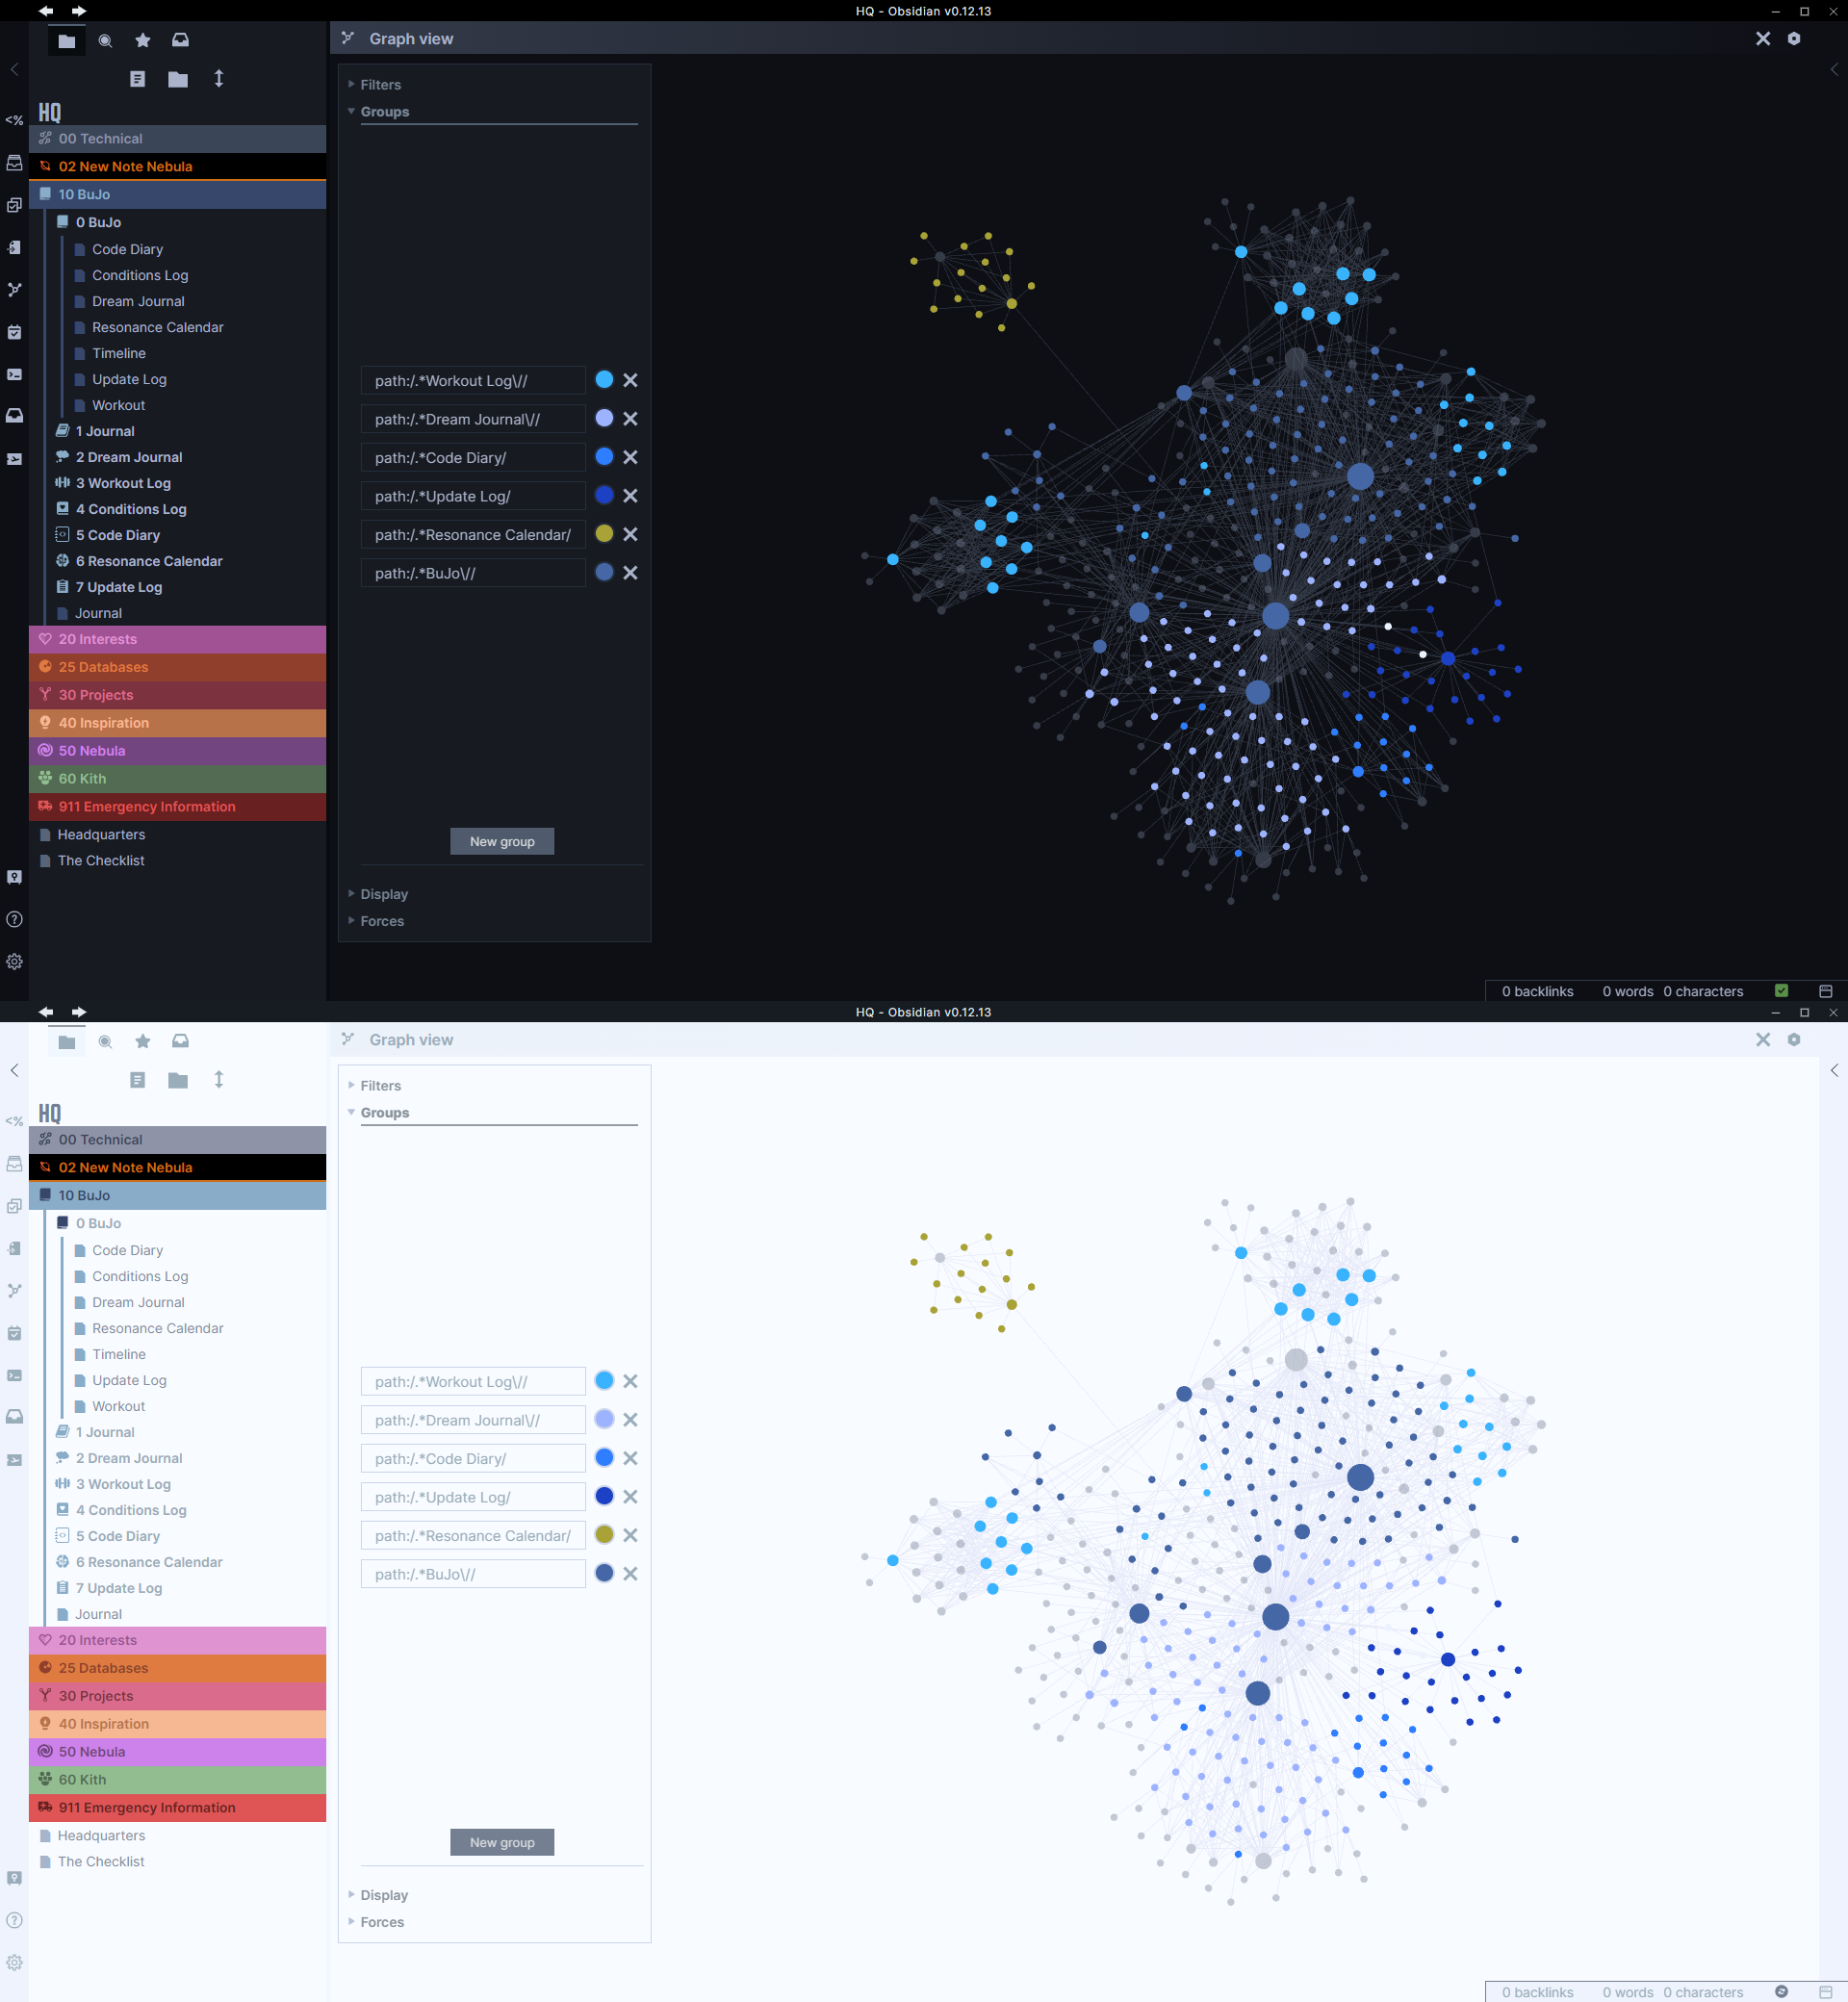 HQ - Obsidian v0.12.13
Graph view
HQ
00 Technical
02 New Note Nebula
10 BuJo
0 BuJo
Code Diary
Conditions Log
Dream Journal
Resonance Calendar
Timeline
Update Log
Workout
1 Journal
2 Dream Journal
3 Workout Log
4 Conditions Log
5 Code Diary
6 Resonance Calendar
7 Update Log
Journal
20 Interests
25 Databases
30 Projects
40 Inspiration
50 Nebula
60 Kith
911 Emergency Information
Headquarters
The Checklist
<%
Filters
Groups
path:/.*Workout Log\//
path:/.*Dream Journal\//
path:/.*Code Diary/
path:/.*Update Log/
path:/.*Resonance Calendar/
path:/.*BuJo\//
New group
Display
Forces
0 backlinks 0 words 0 characters
HQ - Obsidian v0.12.13
Graph view
HQ
00 Technical
02 New Note Nebula
10 BuJo
0 BuJo
Code Diary
Conditions Log
Dream Journal
Resonance Calendar
Timeline
Update Log
Workout
1 Journal
2 Dream Journal
3 Workout Log
4 Conditions Log
5 Code Diary
6 Resonance Calendar
7 Update Log
Journal
20 Interests
25 Databases
30 Projects
40 Inspiration
50 Nebula
60 Kith
911 Emergency Information
Headquarters
The Checklist
<%
Filters
Groups
path:/.*Workout Log\//
path:/.*Dream Journal\//
path:/.*Code Diary/
path:/.*Update Log/
path:/.*Resonance Calendar/
path:/.*BuJo\//
New group
Display
Forces
0 backlinks 0 words 0 characters